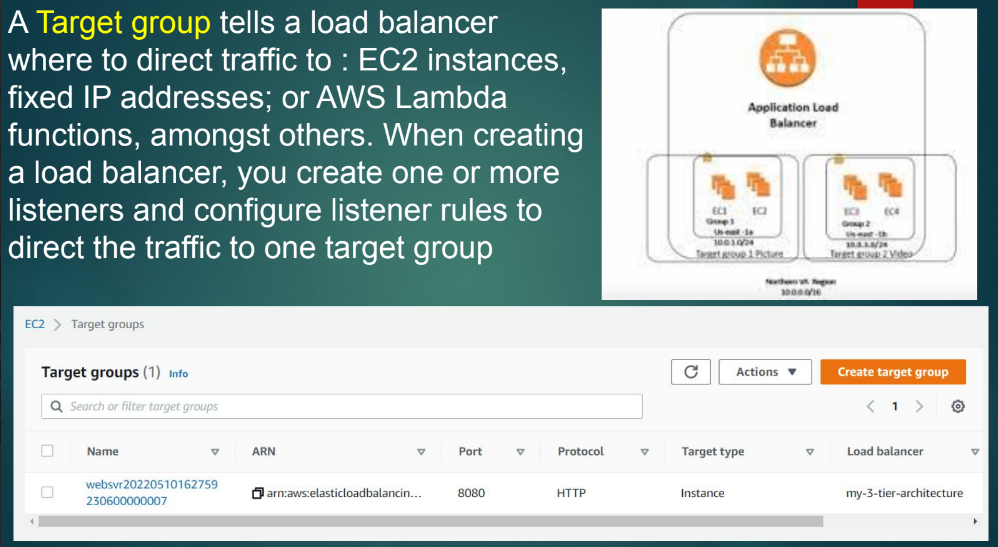 A Target group tells a load balancer
where to direct traffic to : EC2 instances,
fixed IP addresses; or AWS Lambda
functions, amongst others. When creating
a load balancer, you create one or more
listeners and configure listener rules to
direct the traffic to one target group
Application Load
Balancer
EC1 EC2
Group 1
Us-east -1a
10.0.1.0/24
Target group 1 Picture
EC3 EC4
Group 2
Us-east -1b
10.0.3.0/24
Target group 2 Video
Northern VA Region
10.0.0.0/16
EC2 > Target groups
Target groups (1) Info
Actions
Create target group
Search or filter target groups
1
Name ARN Port Protocol Target type Load balancer
websvr20220510162759
230600000007
arn:aws:elasticloadbalancin... 8080 HTTP Instance my-3-tier-architecture